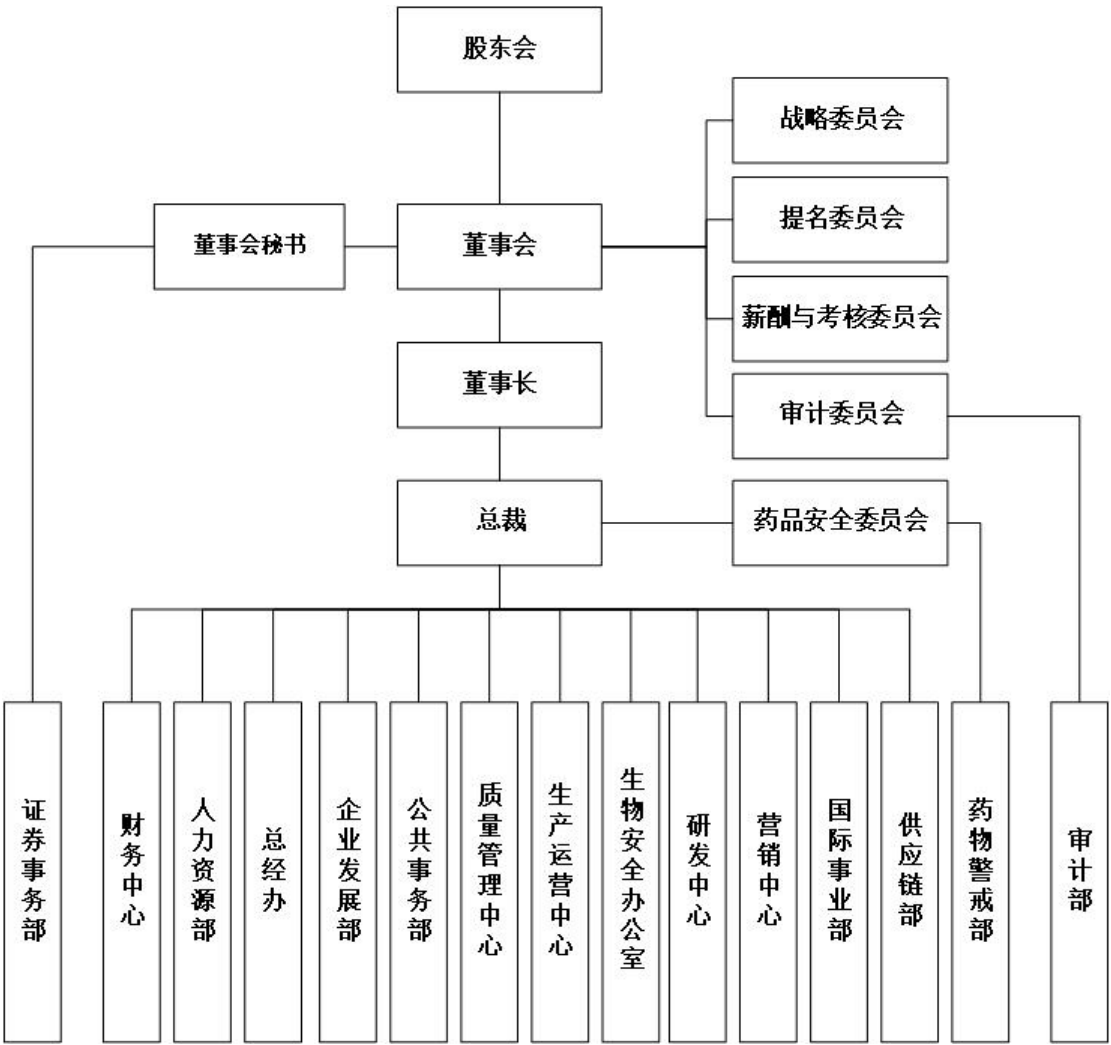 股东会
战略委员会
提名委员会
董事会秘书
董事会
薪酬与考核委员会
董事长
审计委员会
总裁
药品安全委员会
证券事务部
财务中心
人力资源部
总经办
企业发展部
公共事务部
质量管理中心
生产运营中心
生物安全办公室
研发中心
营销中心
国际事业部
供应链部
药物警戒部
审计部